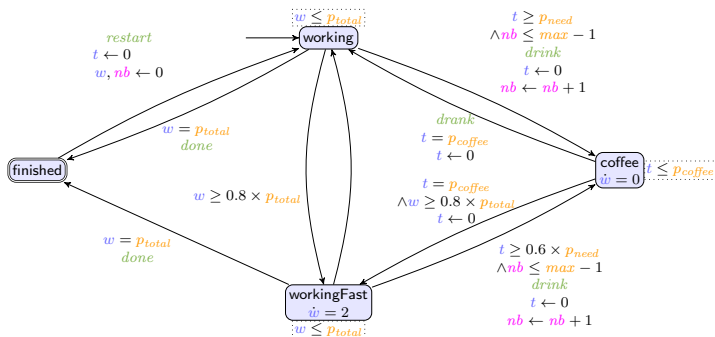 w ≤ p_total
working
restart
t ← 0
w, nb ← 0
t ≥ p_need
∧nb ≤ max − 1
drink
t ← 0
nb ← nb + 1
w = p_total
done
drank
t = p_coffee
t ← 0
finished
coffee
ẇ = 0
t ≤ p_coffee
w ≥ 0.8 × p_total
t = p_coffee
∧w ≥ 0.8 × p_total
t ← 0
w = p_total
done
t ≥ 0.6 × p_need
∧nb ≤ max − 1
drink
t ← 0
nb ← nb + 1
workingFast
ẇ = 2
w ≤ p_total